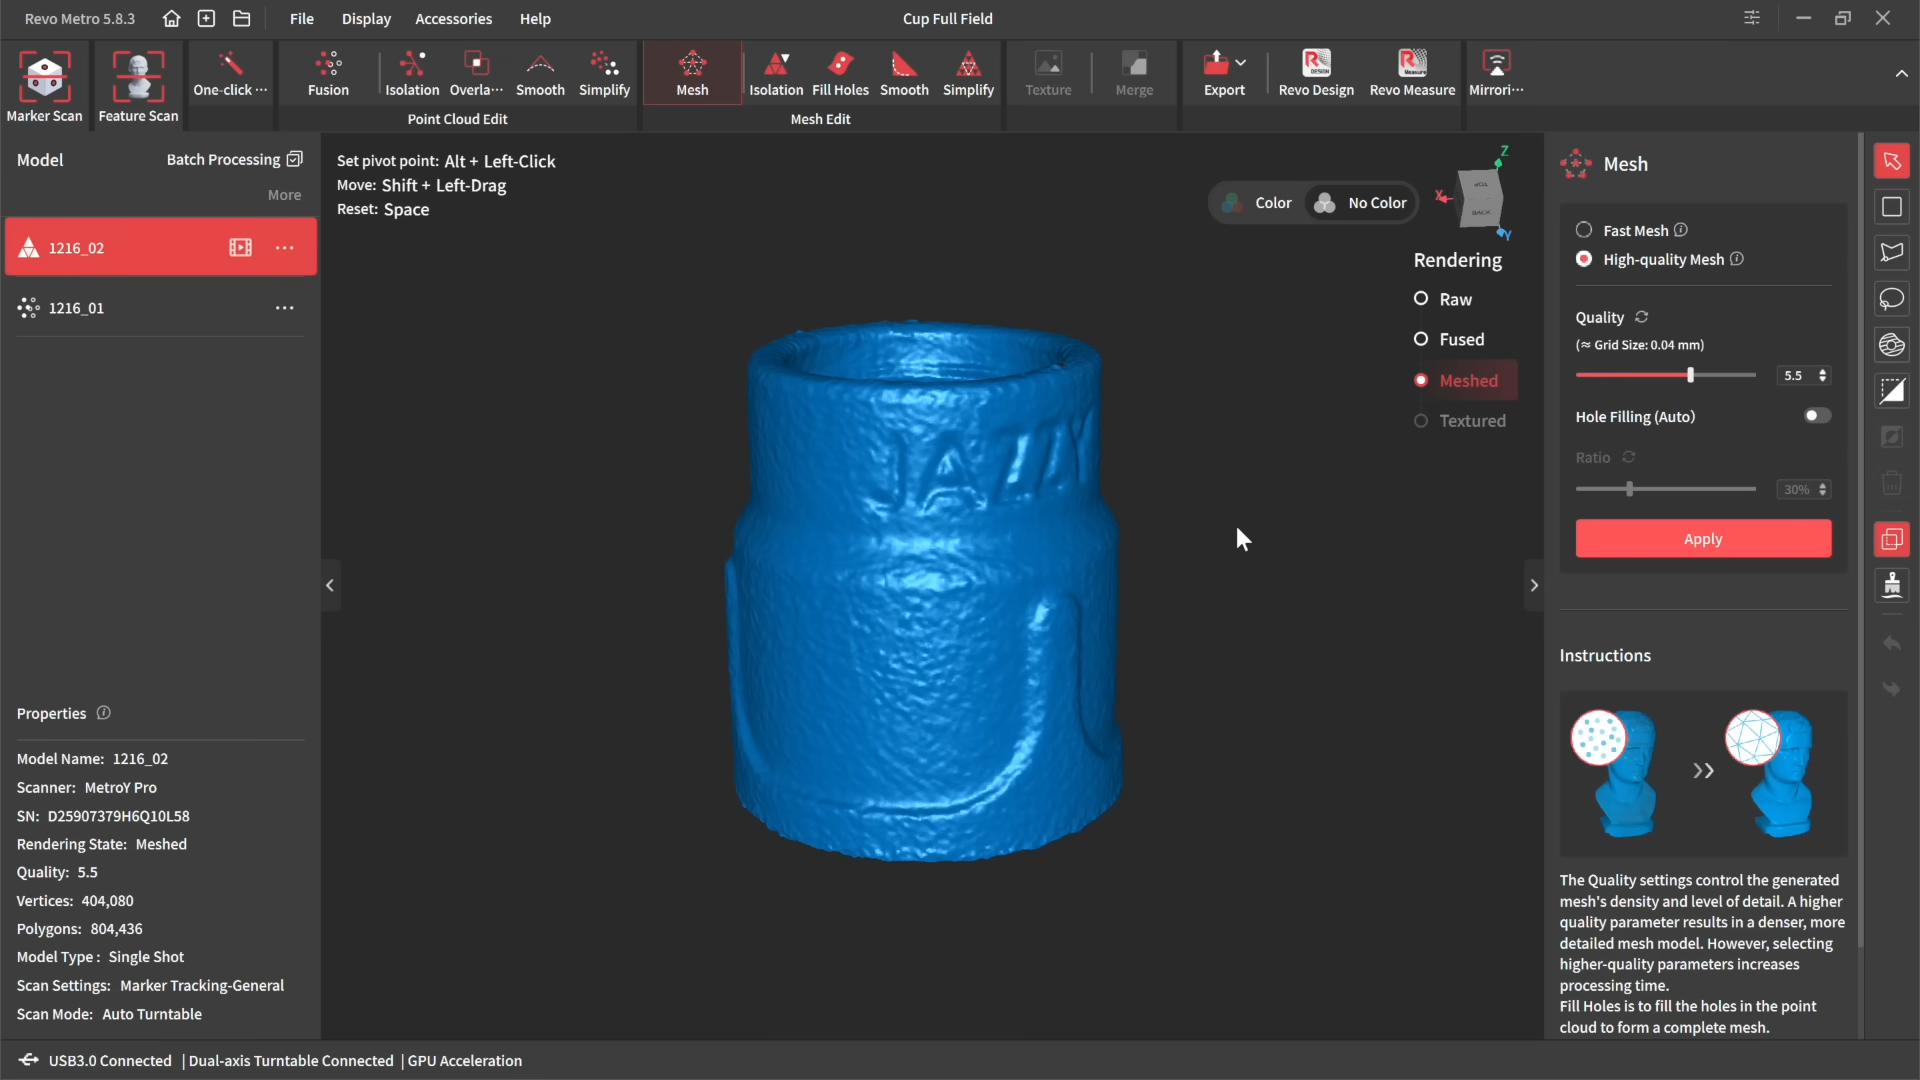 Revo Metro 5.8.3
File
Display
Accessories
Help
Cup Full Field
Marker Scan
Feature Scan
One-click ···
Fusion
Isolation
Overla···
Smooth
Simplify
Point Cloud Edit
Mesh
Isolation
Fill Holes
Smooth
Simplify
Mesh Edit
Texture
Merge
Export
Revo Design
Revo Measure
Mirrori···
Model
Batch Processing
More
1216_02
1216_01
Set pivot point: Alt + Left-Click
Move: Shift + Left-Drag
Reset: Space
Color
No Color
Z
X
Y
TOP
BACK
Rendering
Raw
Fused
Meshed
Textured
Mesh
Fast Mesh
High-quality Mesh
Quality
(≈ Grid Size: 0.04 mm)
5.5
Hole Filling (Auto)
Ratio
30%
Apply
Instructions
The Quality settings control the generated
mesh's density and level of detail. A higher
quality parameter results in a denser, more
detailed mesh model. However, selecting
higher-quality parameters increases
processing time.
Fill Holes is to fill the holes in the point
cloud to form a complete mesh.
Properties
Model Name: 1216_02
Scanner: MetroY Pro
SN: D25907379H6Q10L58
Rendering State: Meshed
Quality: 5.5
Vertices: 404,080
Polygons: 804,436
Model Type : Single Shot
Scan Settings: Marker Tracking-General
Scan Mode: Auto Turntable
USB3.0 Connected | Dual-axis Turntable Connected | GPU Acceleration